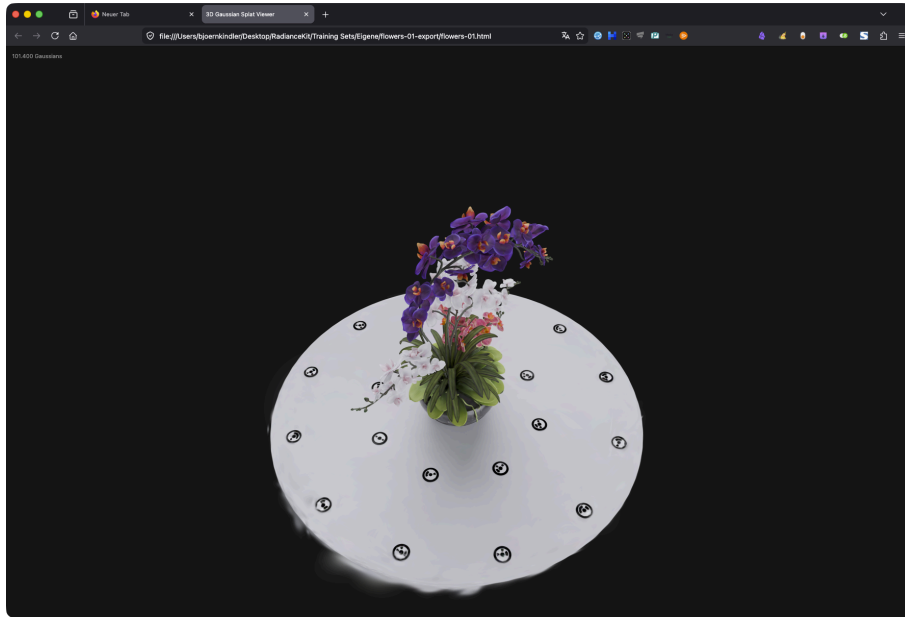 Neuer Tab
3D Gaussian Splat Viewer
file:///Users/bjoernkindler/Desktop/RadianceKit/Training Sets/Eigene/flowers-01-export/flowers-01.html
101.400 Gaussians